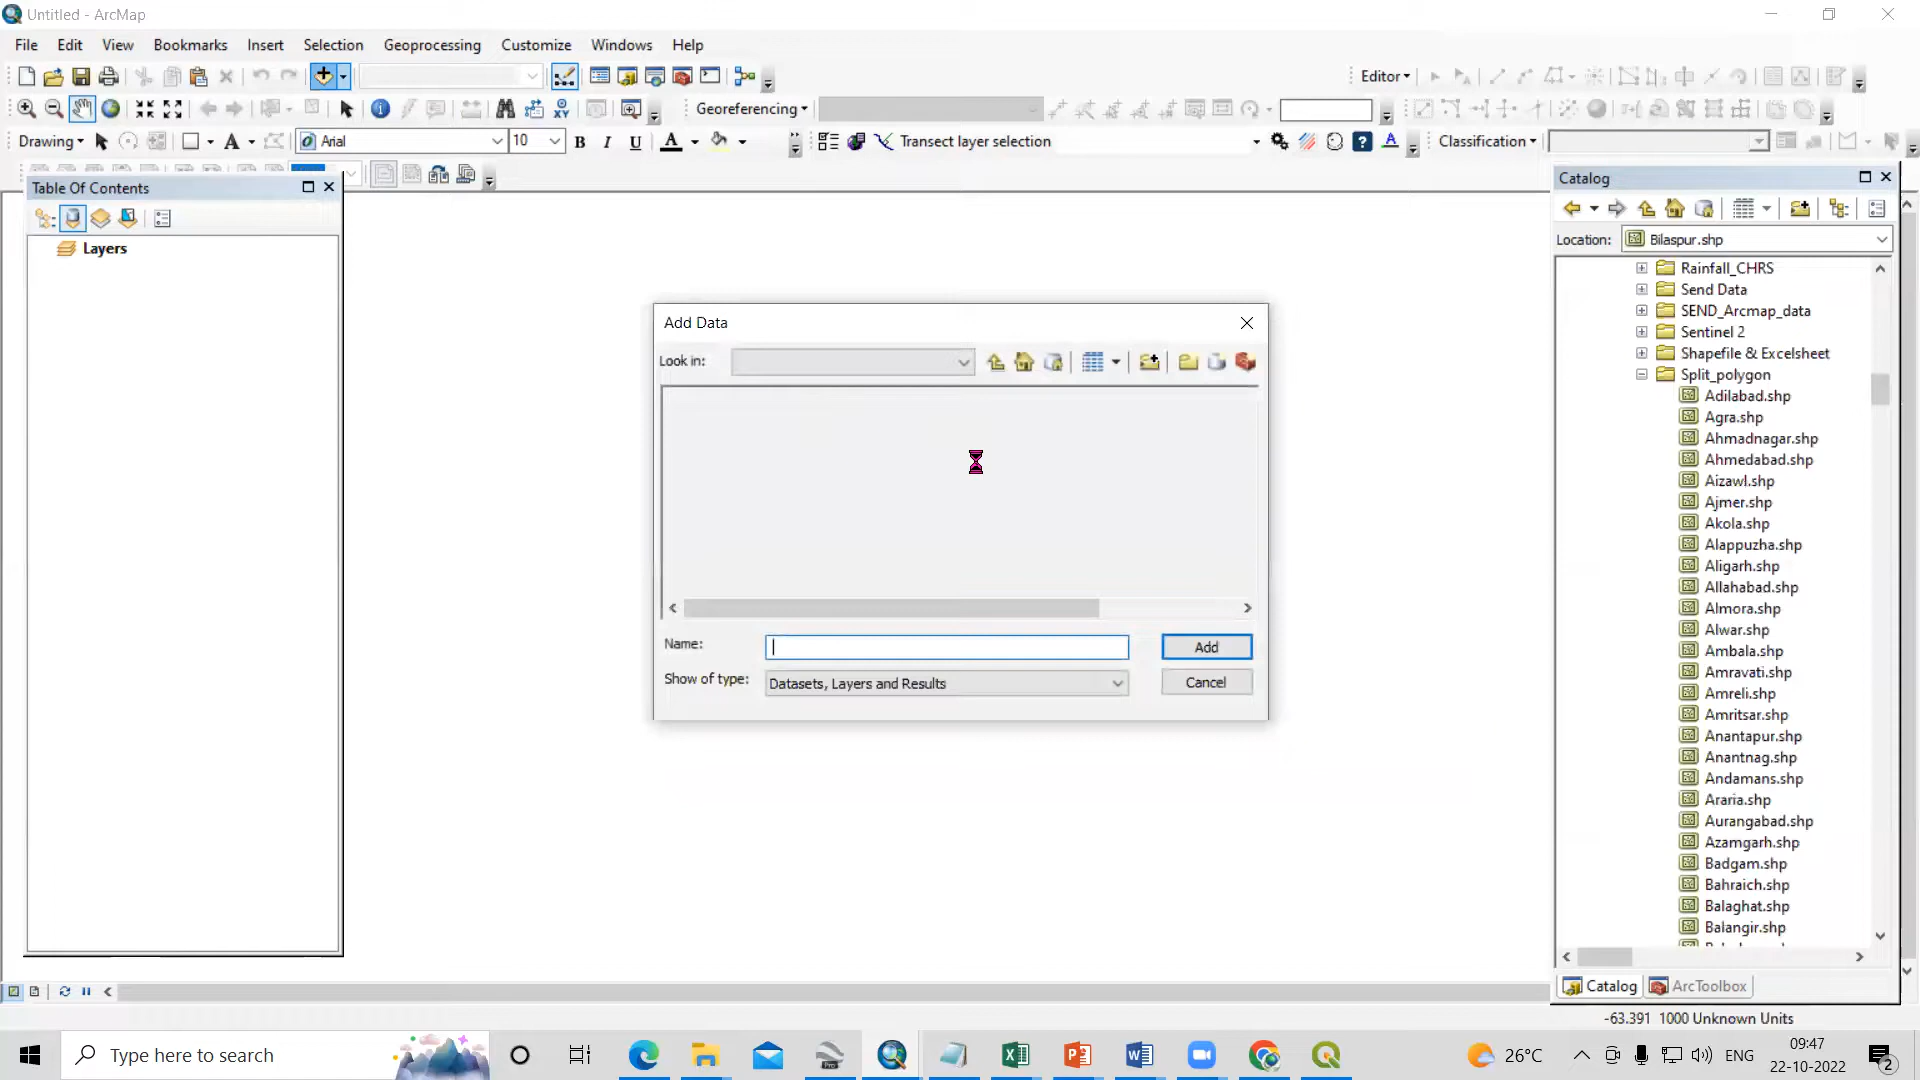 Untitled - ArcMap
File Edit View Bookmarks Insert Selection Geoprocessing Customize Windows Help
Editor
Georeferencing
Drawing A Arial 10 B I U A Transect layer selection ? A Classification
Table Of Contents
Layers
Add Data
Look in:
Name:
Add
Show of type: Datasets, Layers and Results
Cancel
Catalog
Location: Bilaspur.shp
Rainfall_CHRS
Send Data
SEND_Arcmap_data
Sentinel 2
Shapefile & Excelsheet
Split_polygon
Adilabad.shp
Agra.shp
Ahmadnagar.shp
Ahmedabad.shp
Aizawl.shp
Ajmer.shp
Akola.shp
Alappuzha.shp
Aligarh.shp
Allahabad.shp
Almora.shp
Alwar.shp
Ambala.shp
Amravati.shp
Amreli.shp
Amritsar.shp
Anantapur.shp
Anantnag.shp
Andamans.shp
Araria.shp
Aurangabad.shp
Azamgarh.shp
Badgam.shp
Bahraich.shp
Balaghat.shp
Balangir.shp
Catalog ArcToolbox
-63.391 1000 Unknown Units
Type here to search
26°C
ENG
09:47
22-10-2022
2